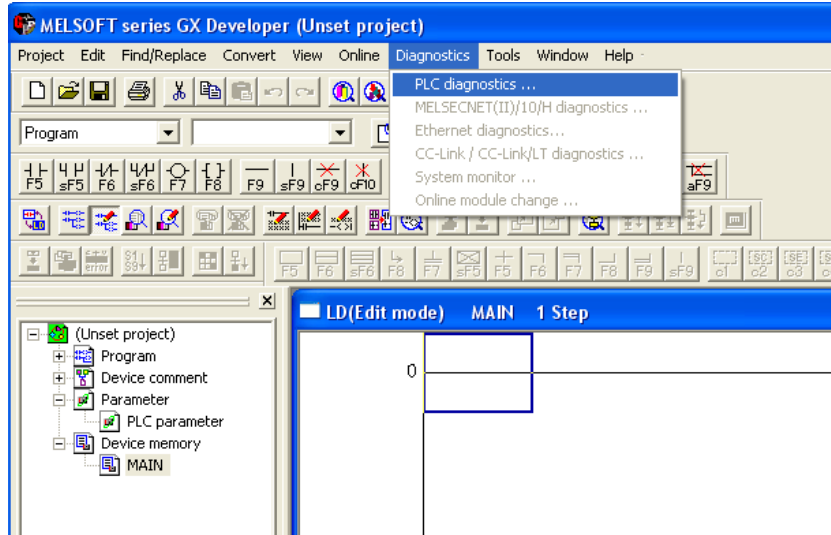 MELSOFT series GX Developer (Unset project)
Project Edit Find/Replace Convert View Online Diagnostics Tools Window Help
PLC diagnostics ...
MELSECNET(II)/10/H diagnostics ...
Ethernet diagnostics...
CC-Link / CC-Link/LT diagnostics ...
System monitor ...
Online module change ...
Program
F5 sF5 F6 sF6 F7 F8 F9 sF9 cF9 cF10 aF9
error
F5 F6 sF6 F8 F7 sF5 F5 F6 F7 F8 F9 sF9 c1 c2 c3
LD(Edit mode) MAIN 1 Step
0
(Unset project)
Program
Device comment
Parameter
PLC parameter
Device memory
MAIN